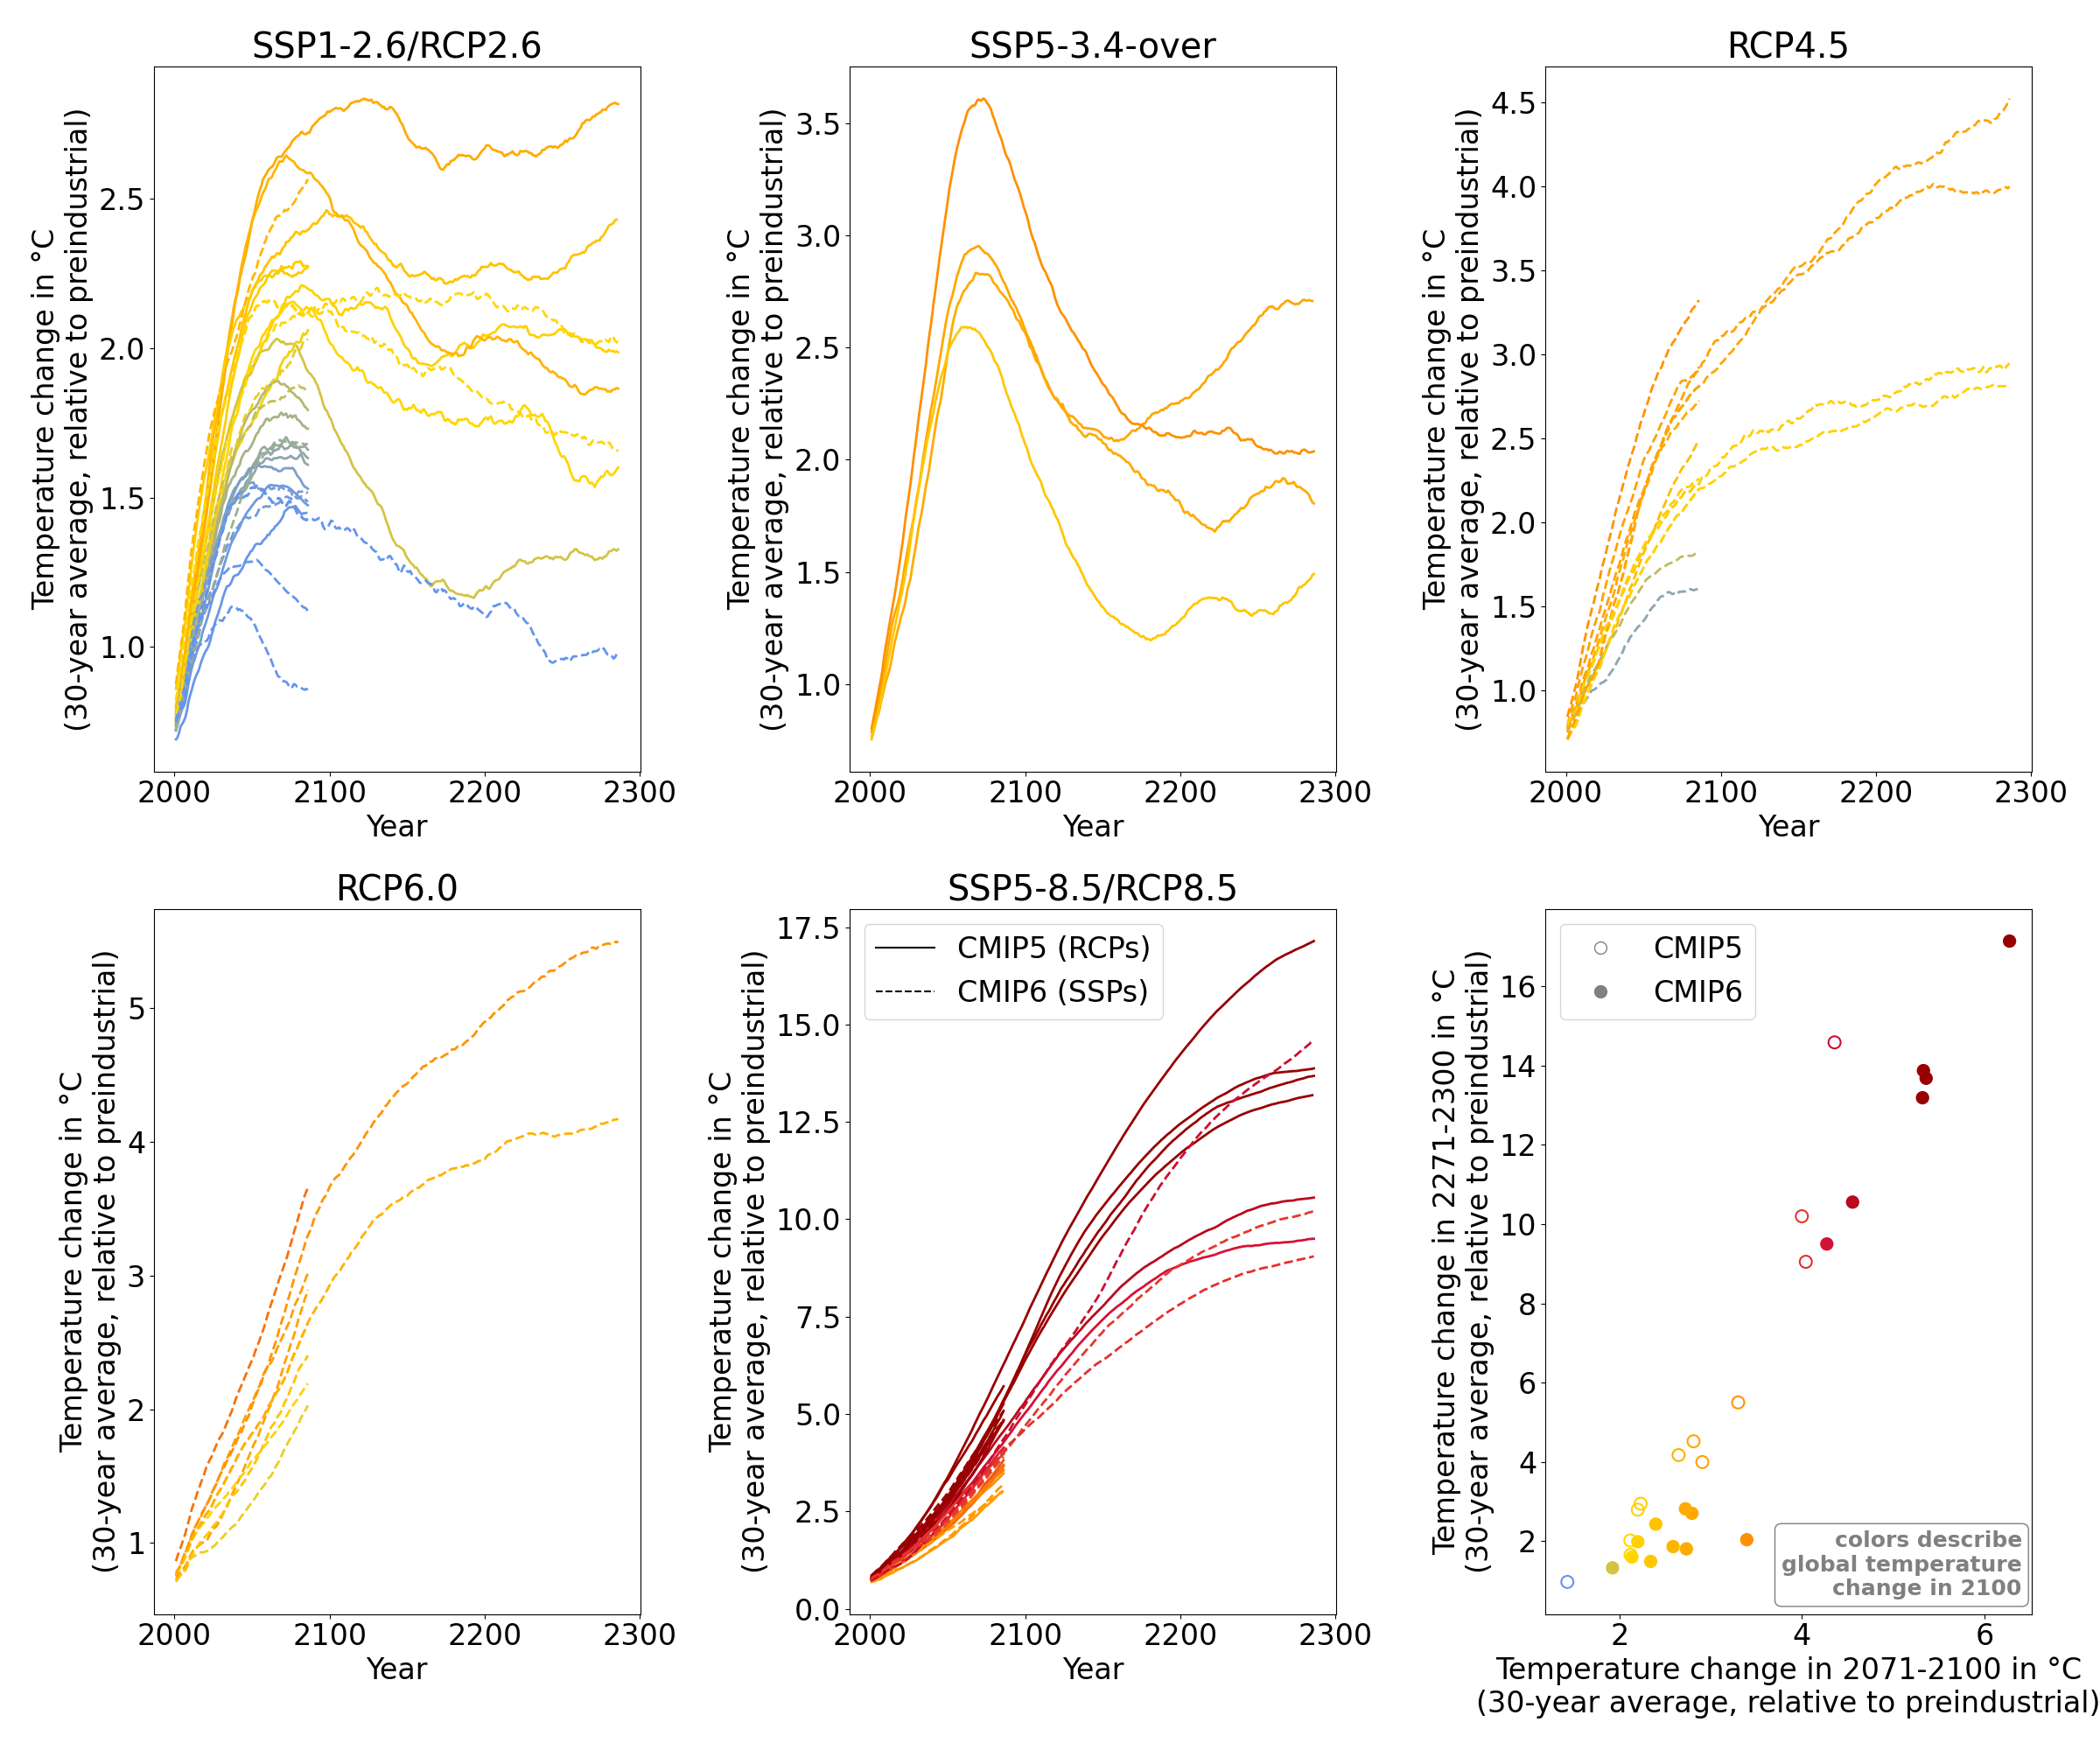 SSP1-2.6/RCP2.6
Temperature change in °C
(30-year average, relative to preindustrial)
2.5
2.0
1.5
1.0
2000 2100 2200 2300
Year
SSP5-3.4-over
Temperature change in °C
(30-year average, relative to preindustrial)
3.5
3.0
2.5
2.0
1.5
1.0
2000 2100 2200 2300
Year
RCP4.5
Temperature change in °C
(30-year average, relative to preindustrial)
4.5
4.0
3.5
3.0
2.5
2.0
1.5
1.0
2000 2100 2200 2300
Year
RCP6.0
Temperature change in °C
(30-year average, relative to preindustrial)
5
4
3
2
1
2000 2100 2200 2300
Year
SSP5-8.5/RCP8.5
Temperature change in °C
(30-year average, relative to preindustrial)
17.5
15.0
12.5
10.0
7.5
5.0
2.5
0.0
CMIP5 (RCPs)
CMIP6 (SSPs)
2000 2100 2200 2300
Year
Temperature change in 2271-2300 in °C
(30-year average, relative to preindustrial)
16
14
12
10
8
6
4
2
CMIP5
CMIP6
colors describe
global temperature
change in 2100
2 4 6
Temperature change in 2071-2100 in °C
(30-year average, relative to preindustrial)